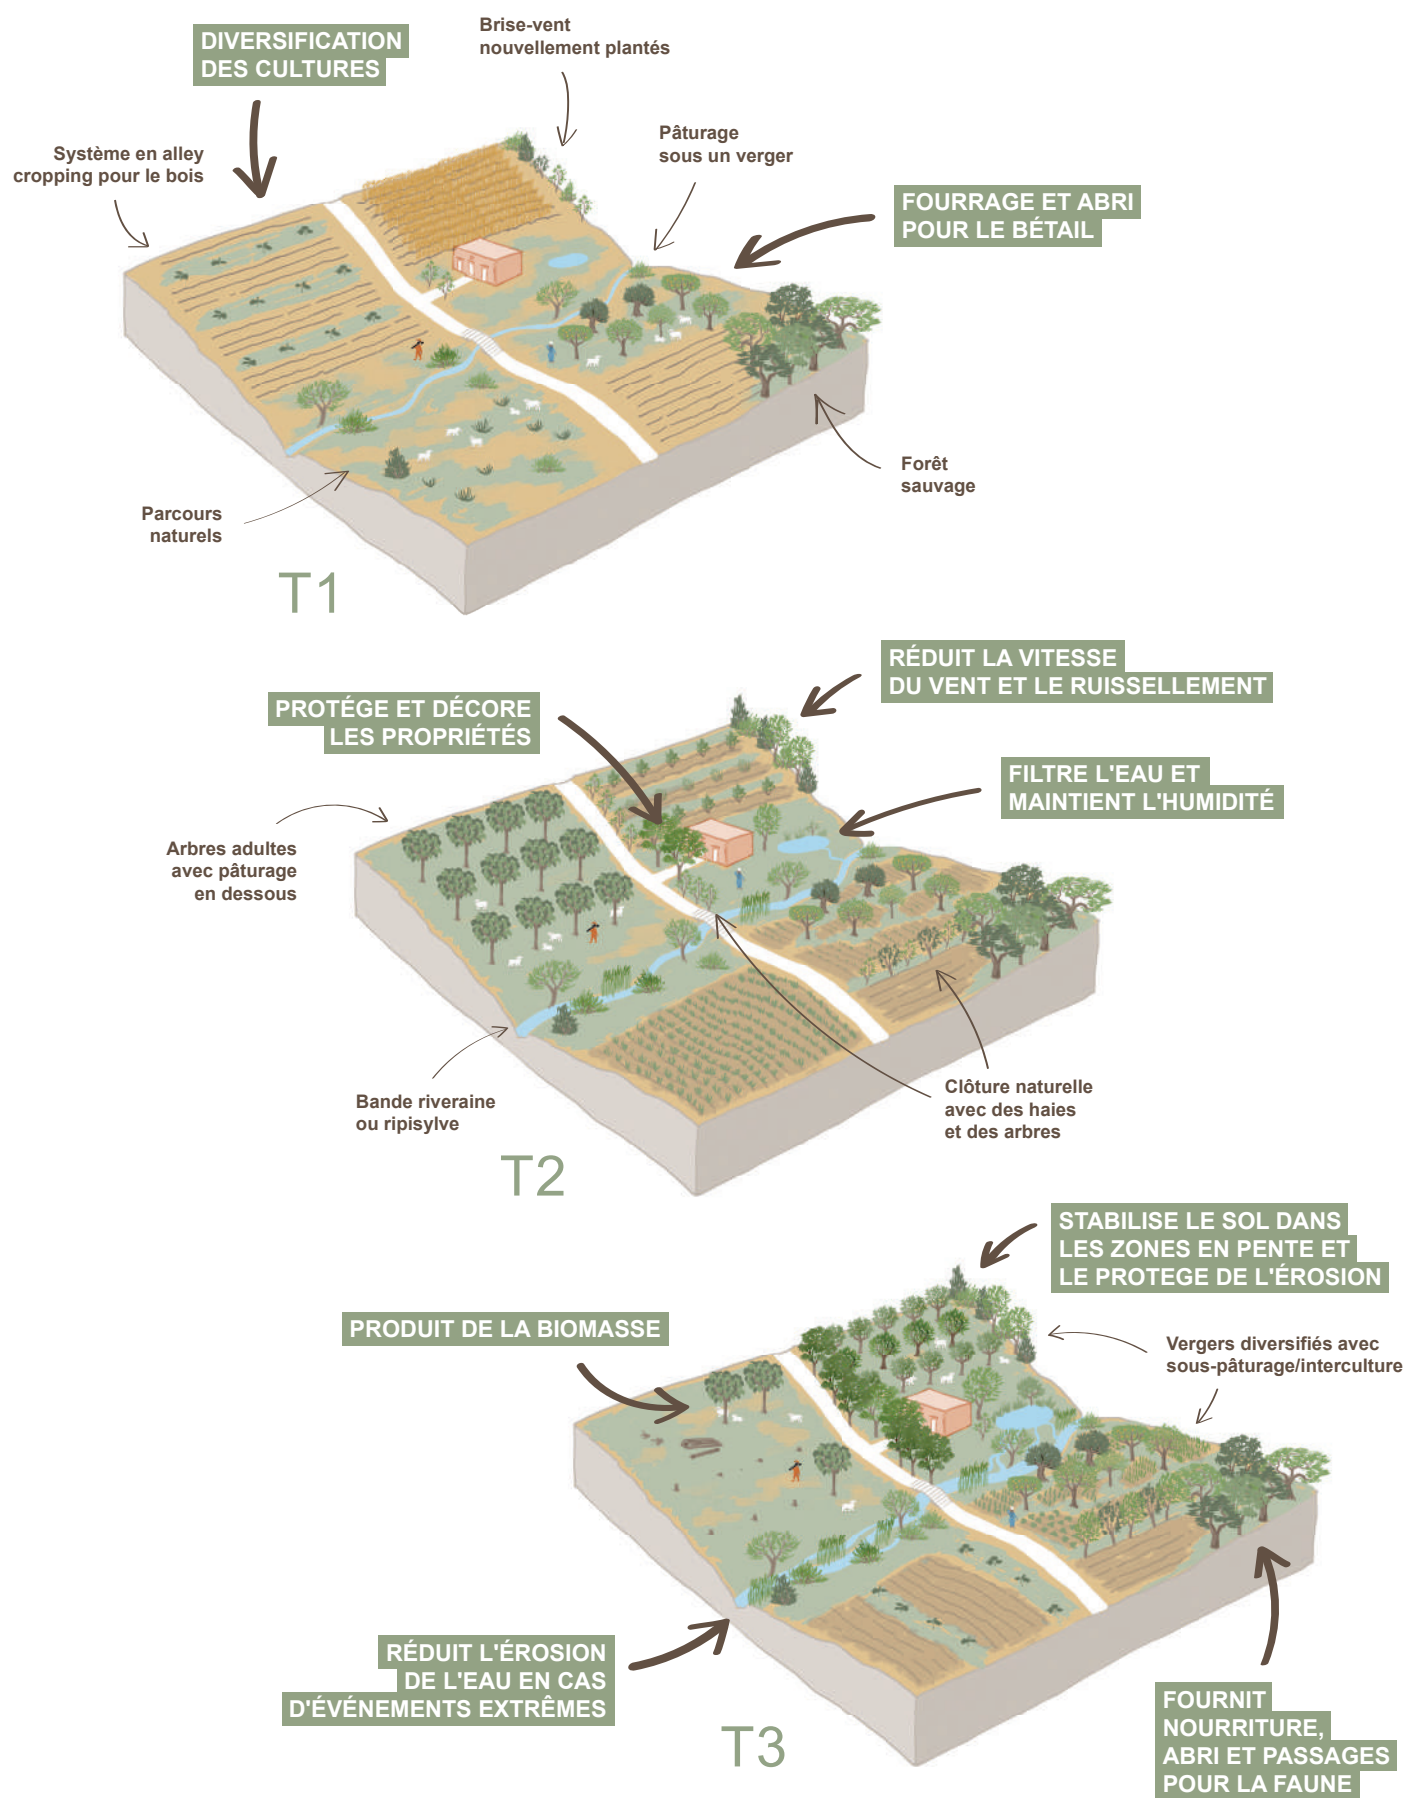 Brise-vent
nouvellement plantés
DIVERSIFICATION
DES CULTURES
Pâturage
sous un verger
Système en alley
cropping pour le bois
FOURRAGE ET ABRI
POUR LE BÉTAIL
Forêt
sauvage
Parcours
naturels
T1
RÉDUIT LA VITESSE
DU VENT ET LE RUISSELLEMENT
PROTÉGE ET DÉCORE
LES PROPRIÉTÉS
FILTRE L'EAU ET
MAINTIENT L'HUMIDITÉ
Arbres adultes
avec pâturage
en dessous
Bande riveraine
ou ripisylve
Clôture naturelle
avec des haies
et des arbres
T2
STABILISE LE SOL DANS
LES ZONES EN PENTE ET
LE PROTEGE DE L'ÉROSION
PRODUIT DE LA BIOMASSE
Vergers diversifiés avec
sous-pâturage/interculture
RÉDUIT L'ÉROSION
DE L'EAU EN CAS
D'ÉVÉNEMENTS EXTRÊMES
FOURNIT
NOURRITURE,
ABRI ET PASSAGES
POUR LA FAUNE
T3